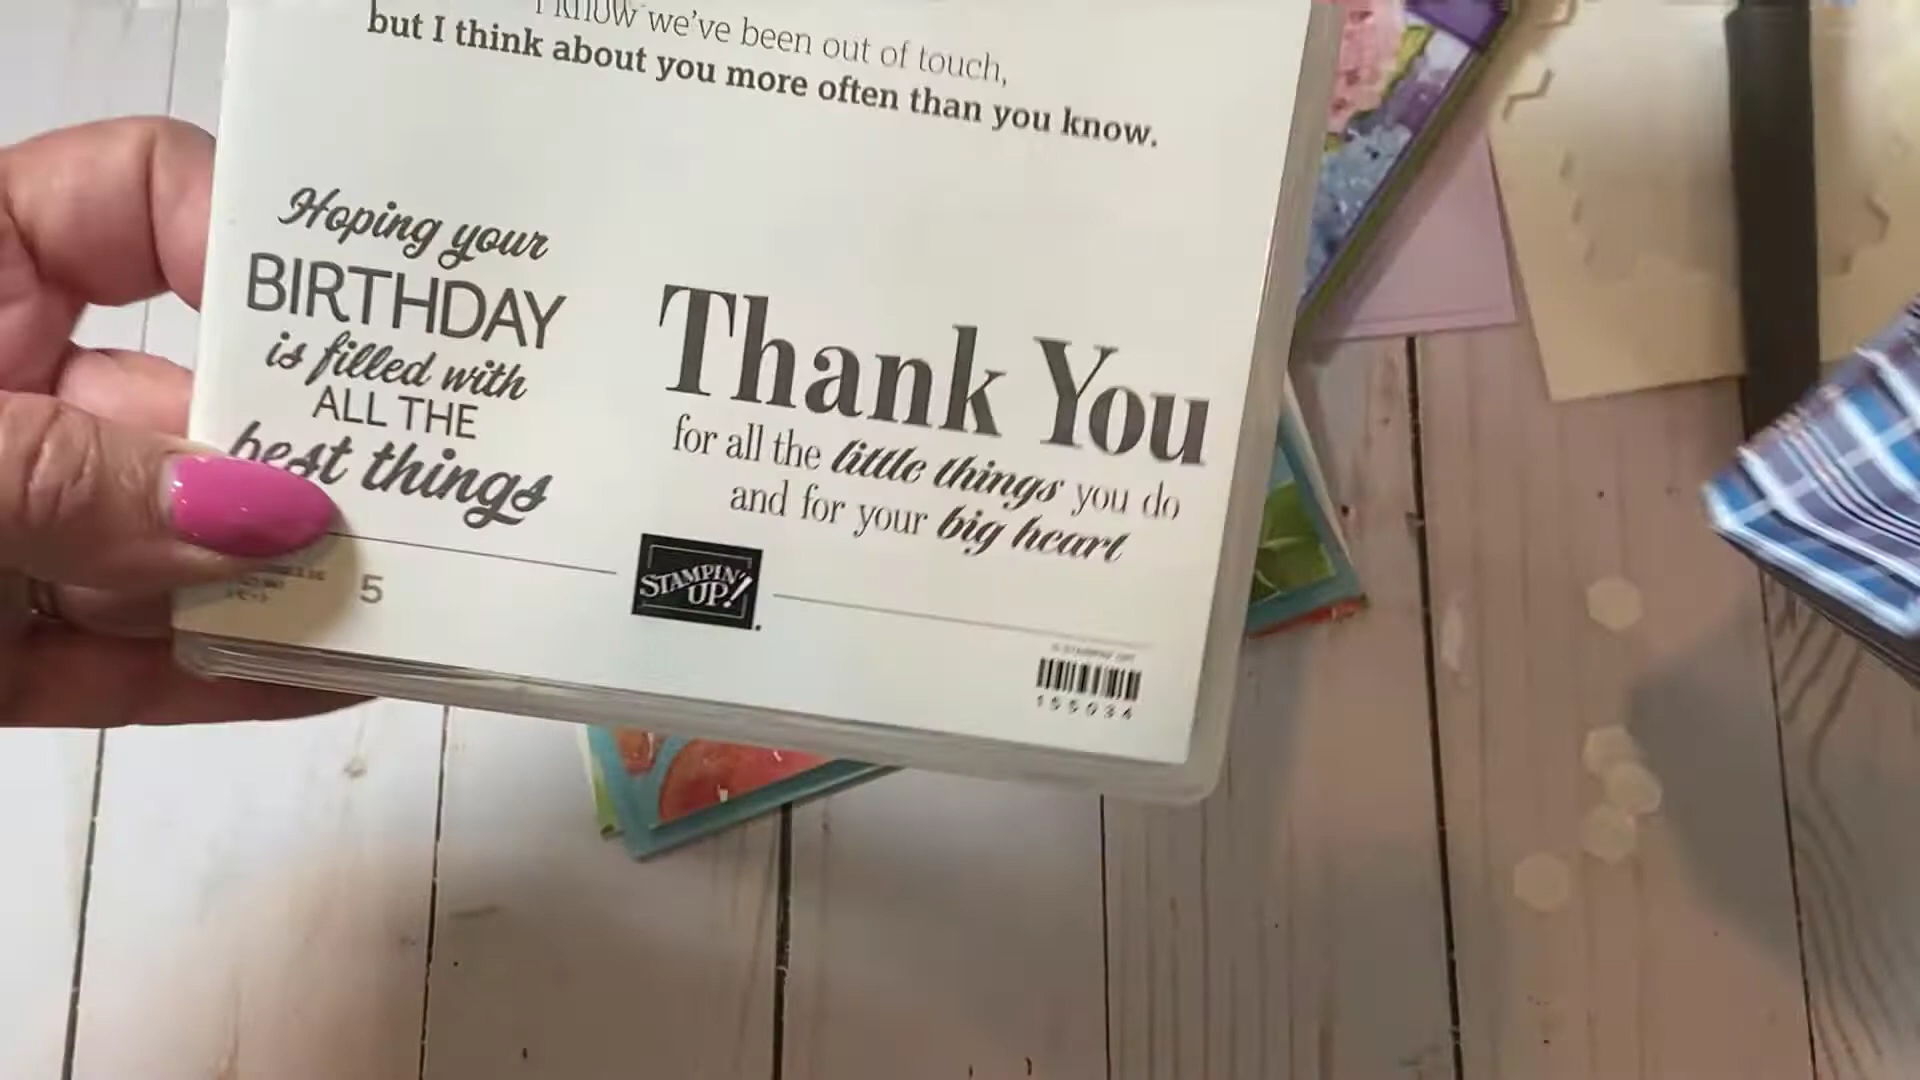 I know we've been out of touch,
but I think about you more often than you know.
Hoping your
BIRTHDAY
is filled with
ALL THE
best things
Thank You
for all the little things you do
and for your big heart
5
STAMPIN' UP!
155034